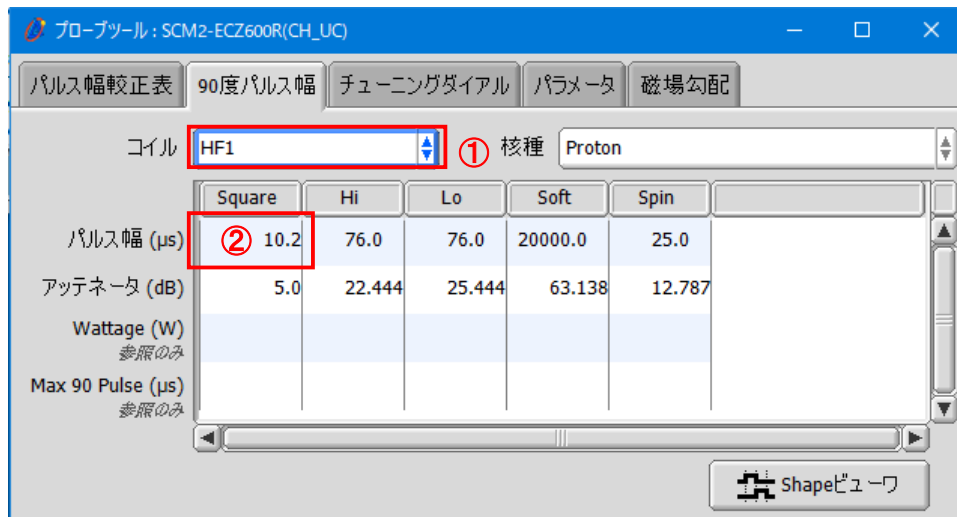 プローブツール : SCM2-ECZ600R(CH_UC)
パルス幅較正表 90度パルス幅 チューニングダイアル パラメータ 磁場勾配
コイル HF1 ① 核種 Proton
Square Hi Lo Soft Spin
パルス幅 (µs) ② 10.2 76.0 76.0 20000.0 25.0
アッテネータ (dB) 5.0 22.444 25.444 63.138 12.787
Wattage (W)
参照のみ
Max 90 Pulse (µs)
参照のみ
Shapeビューワ